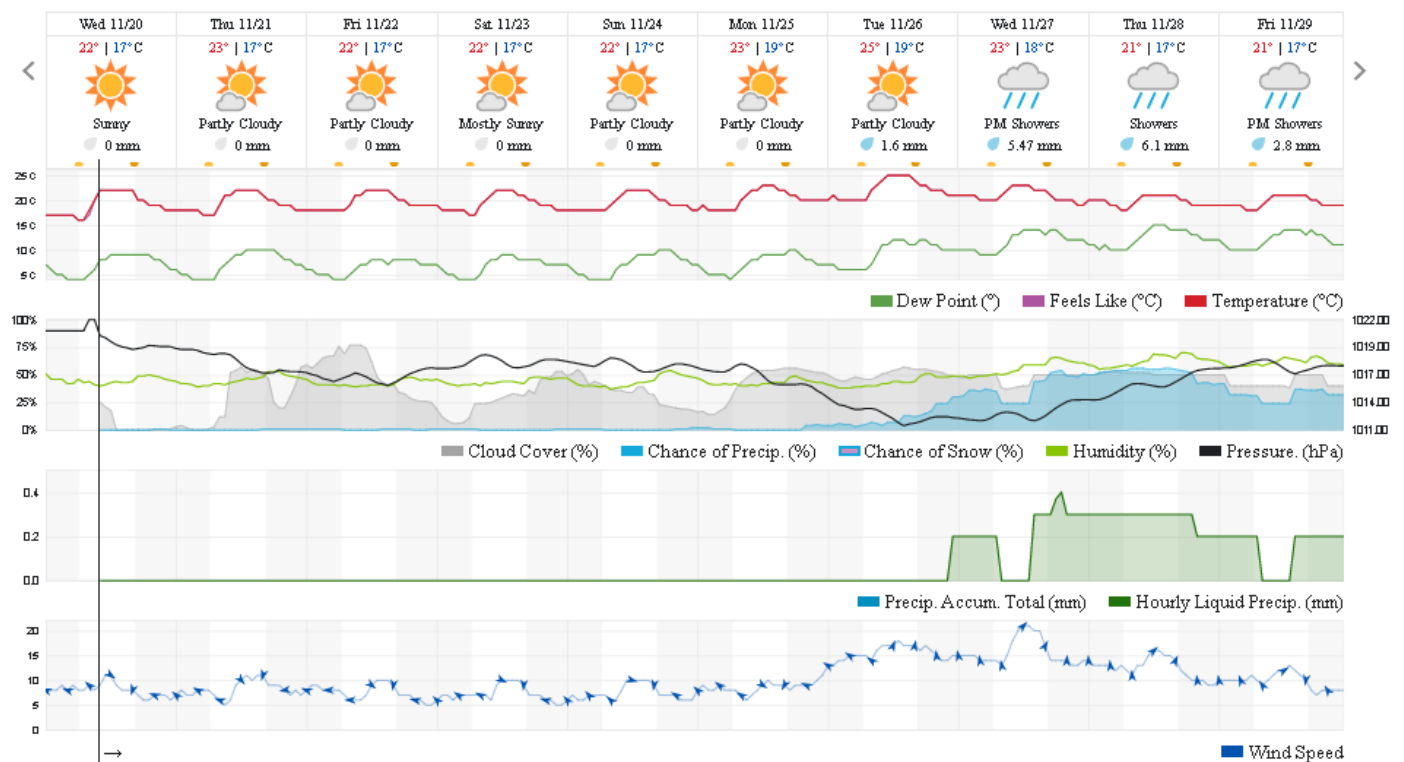 Wed 11/20 Thu 11/21 Fri 11/22 Sat 11/23 Sun 11/24 Mon 11/25 Tue 11/26 Wed 11/27 Thu 11/28 Fri 11/29
22° | 17°C 23° | 17°C 22° | 17°C 22° | 17°C 22° | 17°C 23° | 19°C 25° | 19°C 23° | 18°C 21° | 17°C 21° | 17°C
Sunny Partly Cloudy Partly Cloudy Mostly Sunny Partly Cloudy Partly Cloudy Partly Cloudy PM Showers Showers PM Showers
0 mm 0 mm 0 mm 0 mm 0 mm 0 mm 1.6 mm 5.47 mm 6.1 mm 2.8 mm
25 C
20 C
15 C
10 C
5 C
Dew Point (°) Feels Like (°C) Temperature (°C)
100% 1022.00
75% 1019.00
50% 1017.00
25% 1014.00
0% 1011.00
Cloud Cover (%) Chance of Precip. (%) Chance of Snow (%) Humidity (%) Pressure. (hPa)
0.4
0.2
0.0
Precip. Accum. Total (mm) Hourly Liquid Precip. (mm)
20
15
10
5
0
Wind Speed